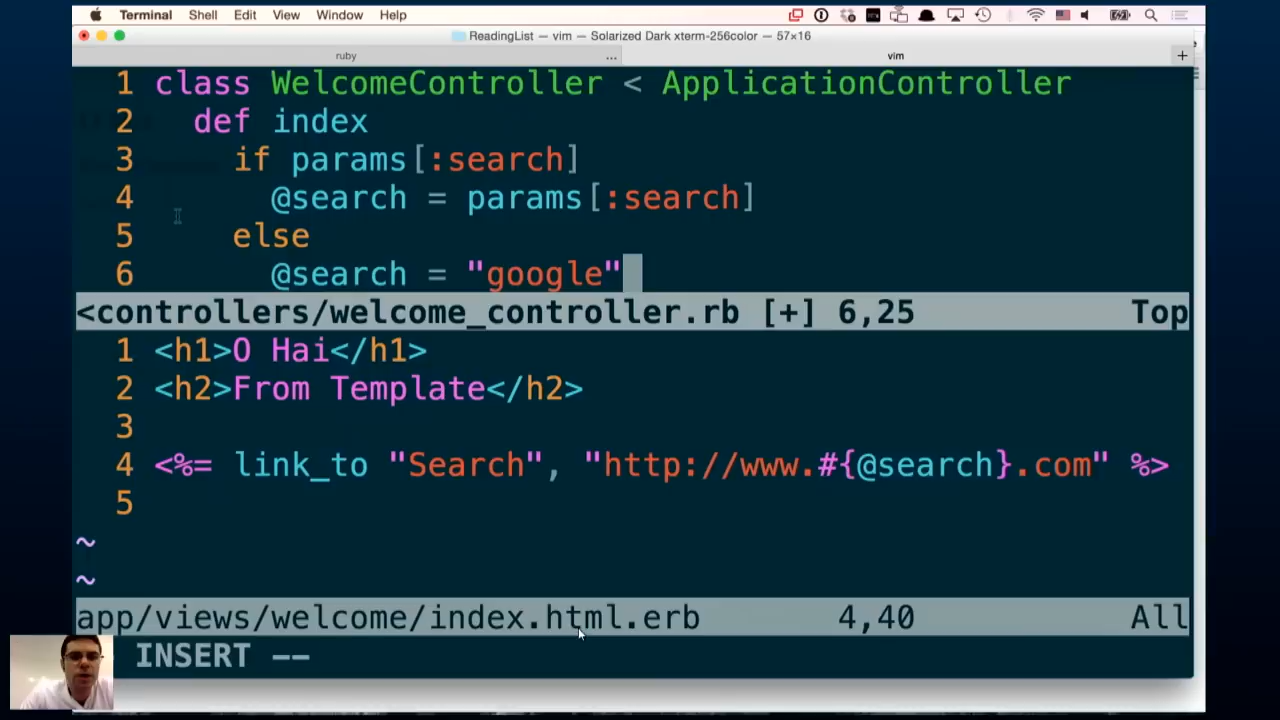 Terminal Shell Edit View Window Help
ReadingList — vim — Solarized Dark xterm-256color — 57×16
ruby ... vim +
1 class WelcomeController < ApplicationController
2 def index
3 if params[:search]
4 @search = params[:search]
5 else
6 @search = "google"
<controllers/welcome_controller.rb [+] 6,25 Top
1 <h1>O Hai</h1>
2 <h2>From Template</h2>
3
4 <%= link_to "Search", "http://www.#{@search}.com" %>
5
~
~
app/views/welcome/index.html.erb 4,40 All
INSERT --